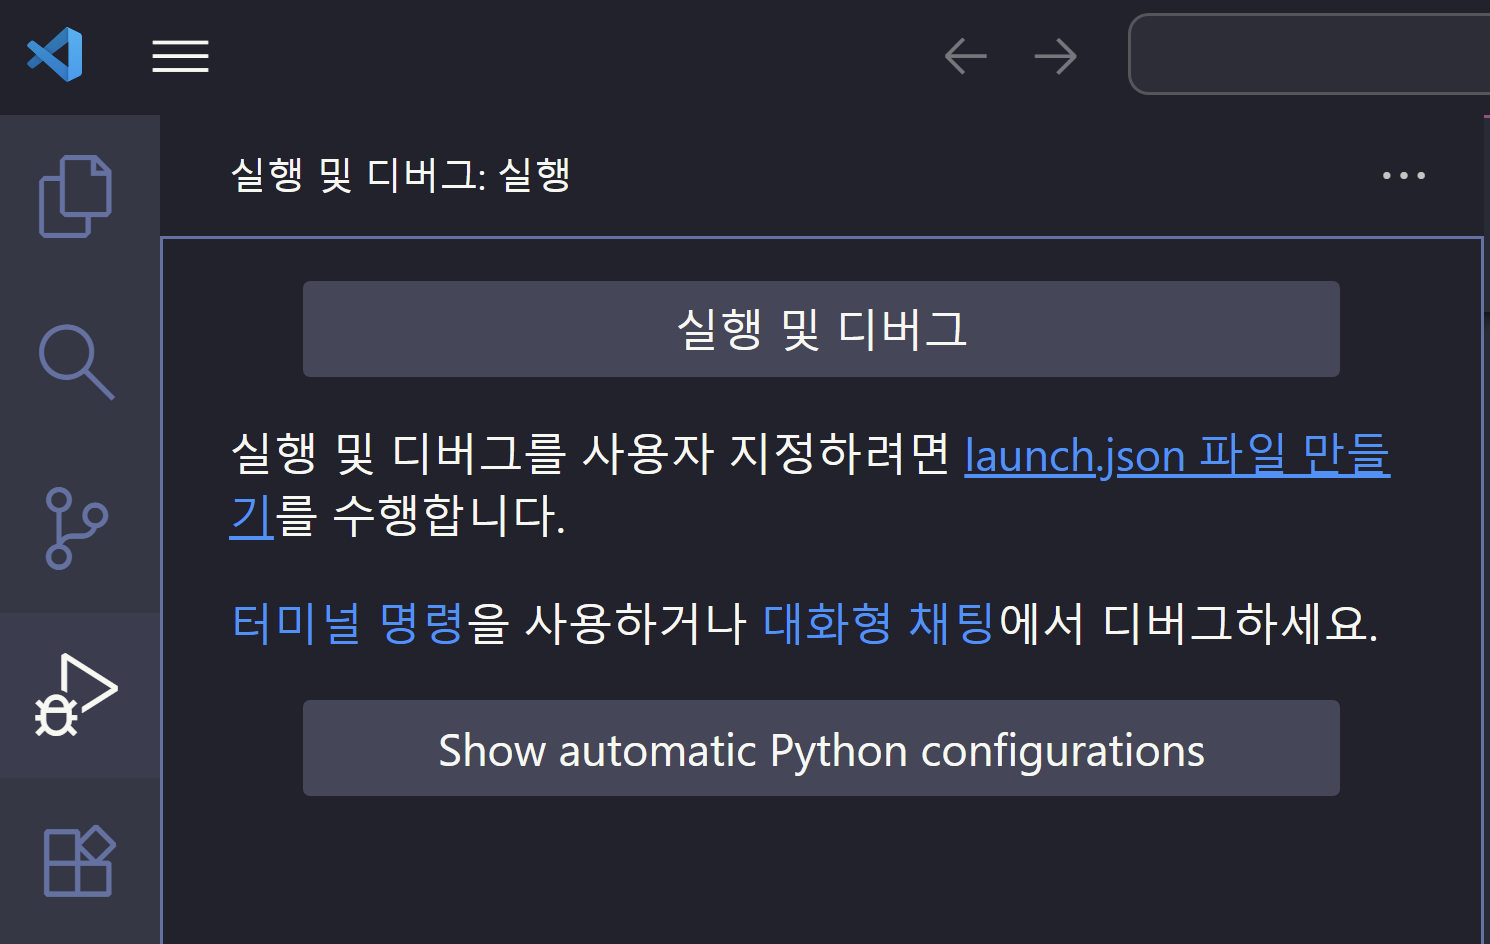 실행 및 디버그: 실행
실행 및 디버그
실행 및 디버그를 사용자 지정하려면 launch.json 파일 만들
기를 수행합니다.
터미널 명령을 사용하거나 대화형 채팅에서 디버그하세요.
Show automatic Python configurations